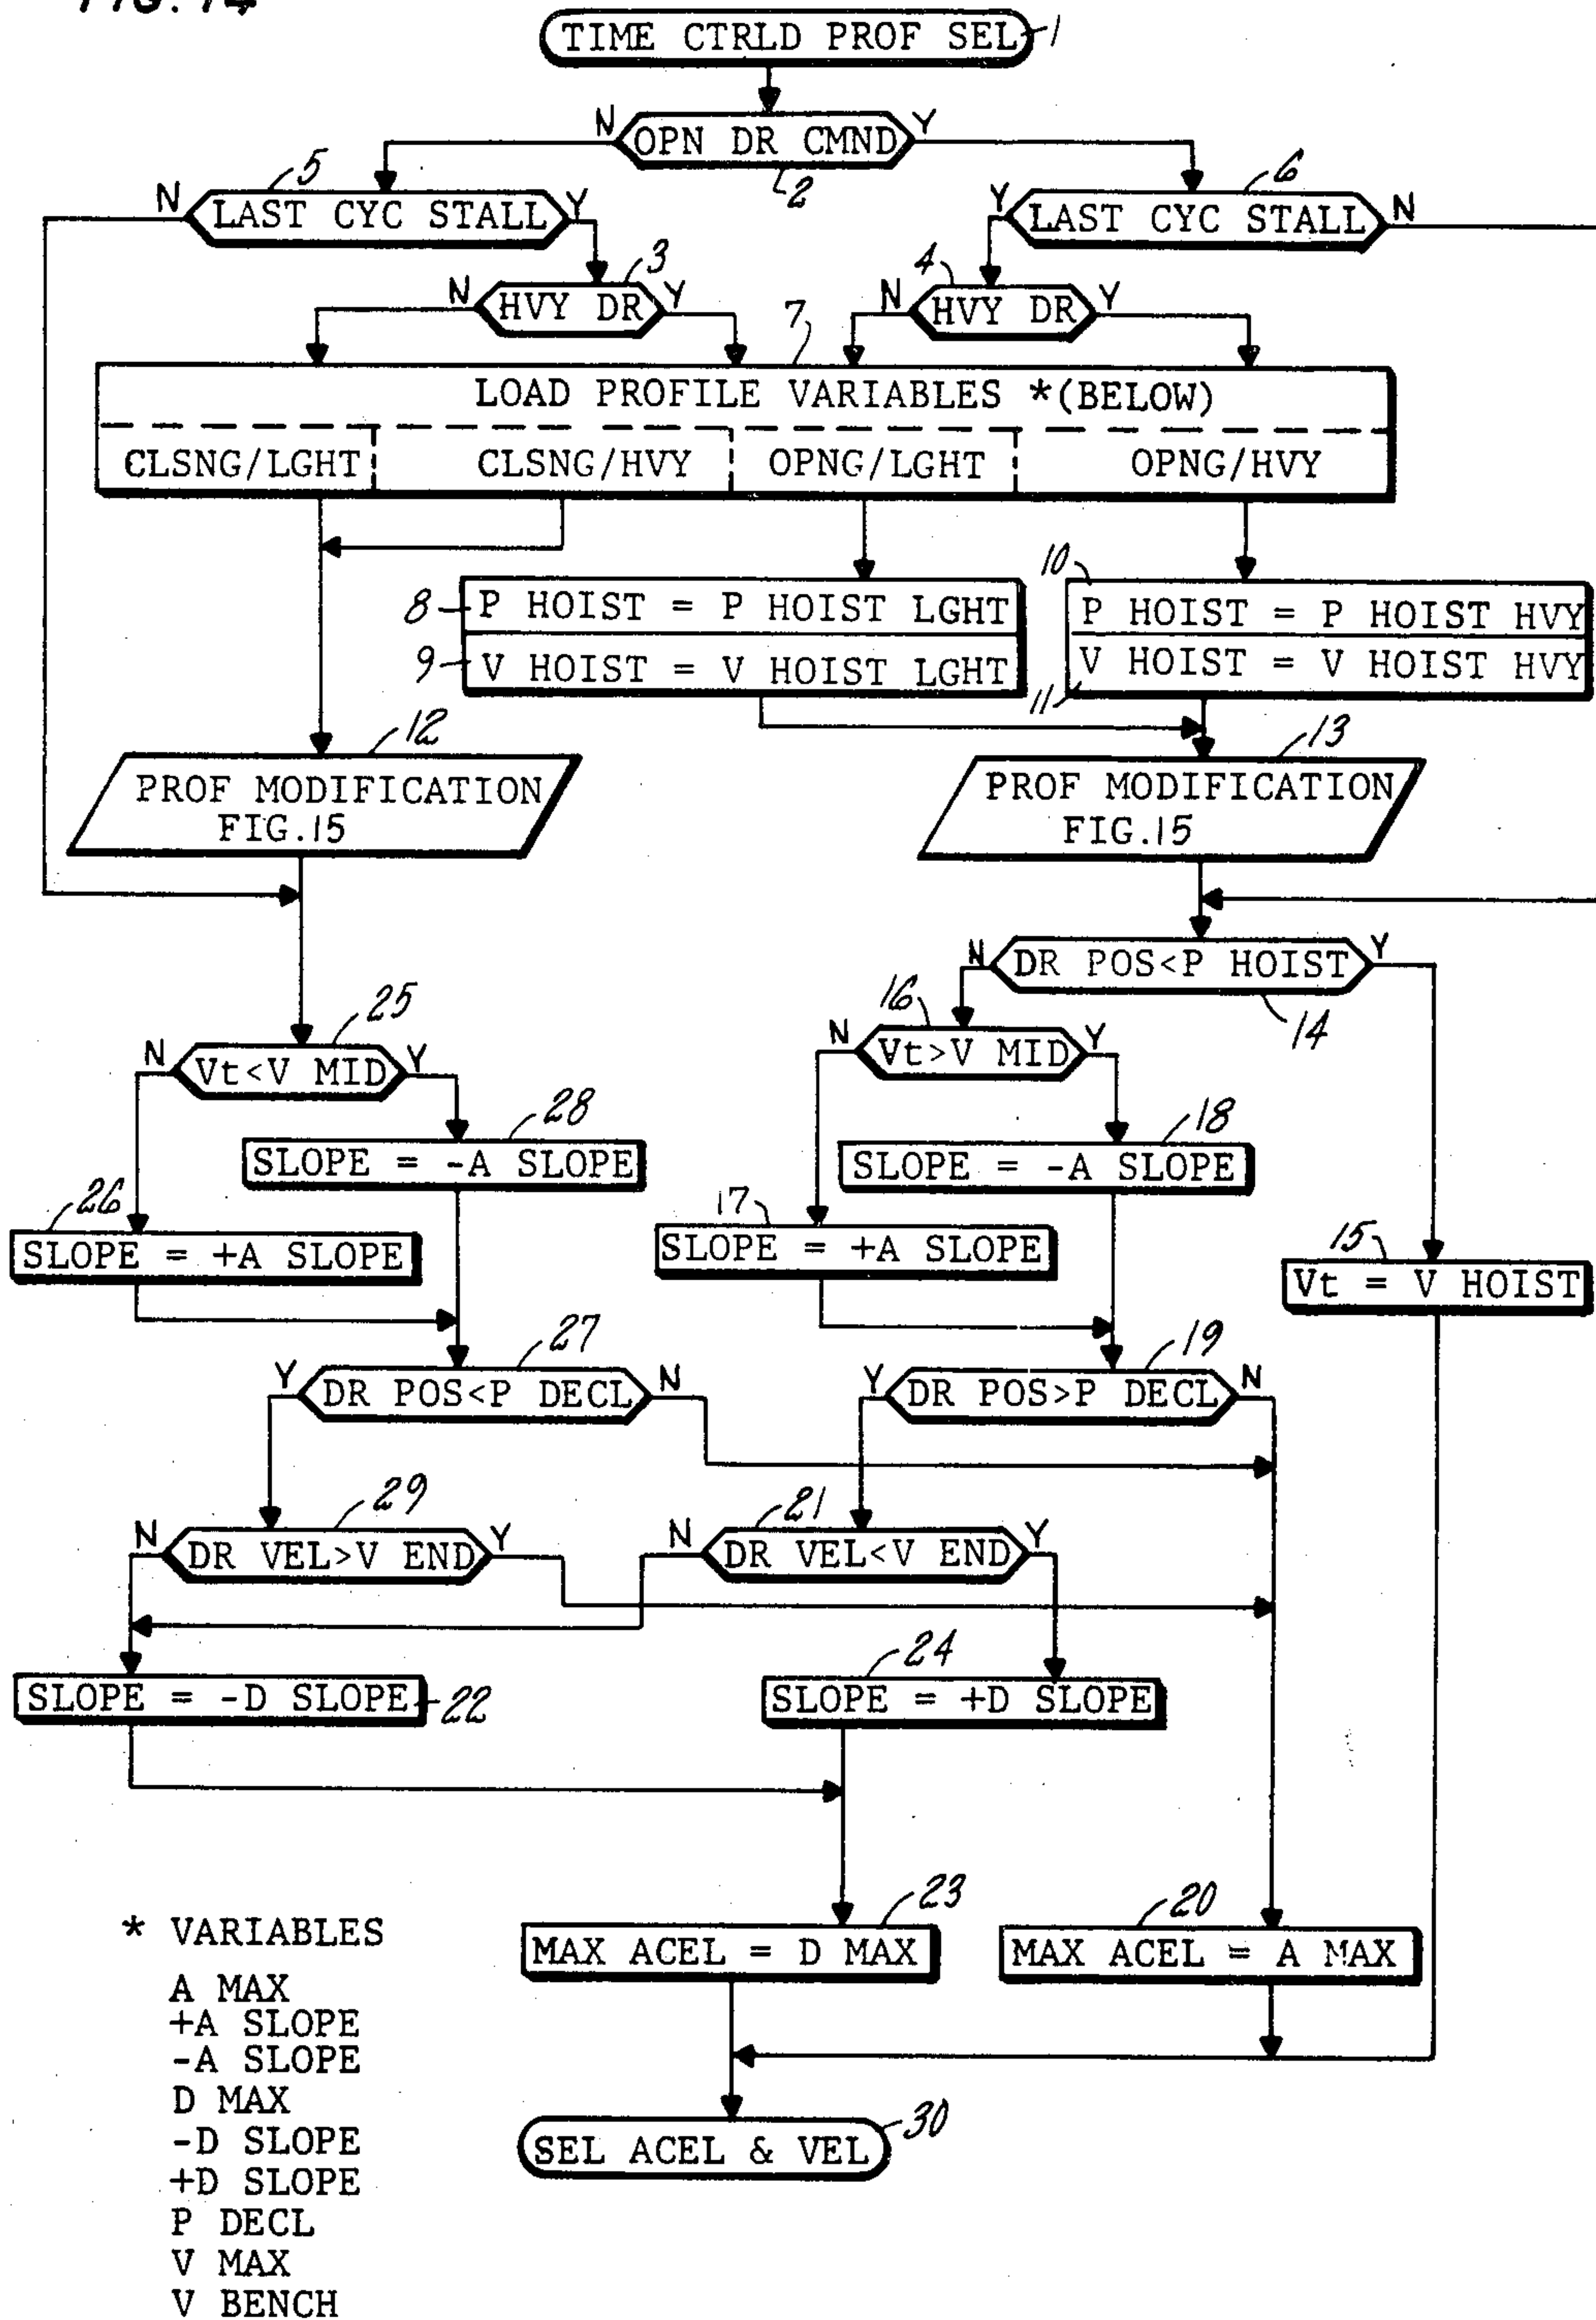 FIG. 14
TIME CTRLD PROF SEL 1
N OPN DR CMND Y
2
5 6
N LAST CYC STALL Y
Y LAST CYC STALL N
3 4
N HVY DR Y
N HVY DR Y
7
LOAD PROFILE VARIABLES *(BELOW)
CLSNG/LGHT CLSNG/HVY OPNG/LGHT OPNG/HVY
8 P HOIST = P HOIST LGHT
9 V HOIST = V HOIST LGHT
10 P HOIST = P HOIST HVY
11 V HOIST = V HOIST HVY
12
PROF MODIFICATION
FIG.15
13
PROF MODIFICATION
FIG.15
N DR POS<P HOIST Y
14
25
N Vt<V MID Y
16
N Vt>V MID Y
28
SLOPE = -A SLOPE
18
SLOPE = -A SLOPE
26
SLOPE = +A SLOPE
17
SLOPE = +A SLOPE
15
Vt = V HOIST
27
Y DR POS<P DECL N
19
Y DR POS>P DECL N
29
N DR VEL>V END Y
21
N DR VEL<V END Y
SLOPE = -D SLOPE 22
24
SLOPE = +D SLOPE
23
MAX ACEL = D MAX
20
MAX ACEL = A MAX
30
SEL ACEL & VEL
* VARIABLES
A MAX
+A SLOPE
-A SLOPE
D MAX
-D SLOPE
+D SLOPE
P DECL
V MAX
V BENCH